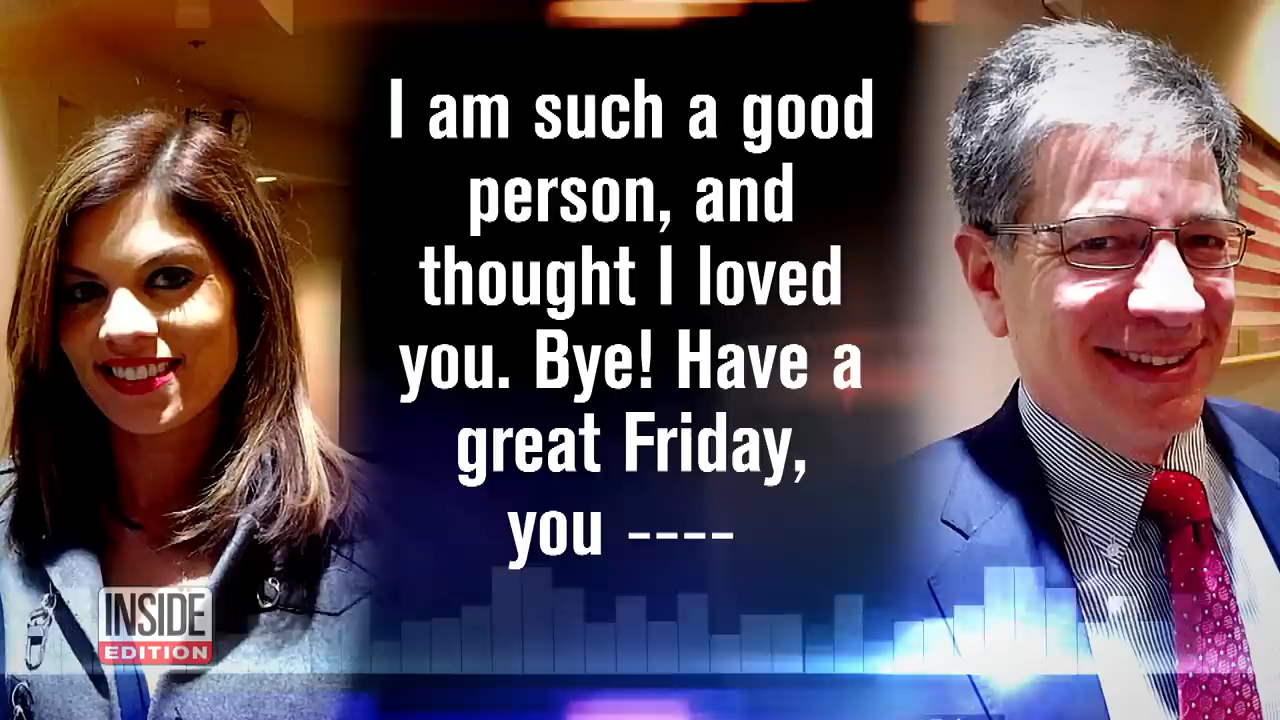 I am such a good
person, and
thought I loved
you. Bye! Have a
great Friday,
you ----
INSIDE
EDITION